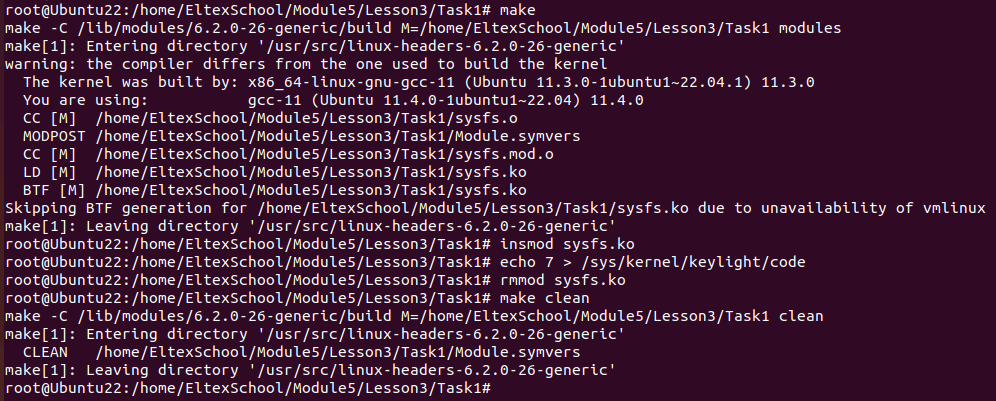 root@Ubuntu22:/home/EltexSchool/Module5/Lesson3/Task1# make
make -C /lib/modules/6.2.0-26-generic/build M=/home/EltexSchool/Module5/Lesson3/Task1 modules
make[1]: Entering directory '/usr/src/linux-headers-6.2.0-26-generic'
warning: the compiler differs from the one used to build the kernel
  The kernel was built by: x86_64-linux-gnu-gcc-11 (Ubuntu 11.3.0-1ubuntu1~22.04.1) 11.3.0
  You are using:           gcc-11 (Ubuntu 11.4.0-1ubuntu1~22.04) 11.4.0
  CC [M]  /home/EltexSchool/Module5/Lesson3/Task1/sysfs.o
  MODPOST /home/EltexSchool/Module5/Lesson3/Task1/Module.symvers
  CC [M]  /home/EltexSchool/Module5/Lesson3/Task1/sysfs.mod.o
  LD [M]  /home/EltexSchool/Module5/Lesson3/Task1/sysfs.ko
  BTF [M] /home/EltexSchool/Module5/Lesson3/Task1/sysfs.ko
Skipping BTF generation for /home/EltexSchool/Module5/Lesson3/Task1/sysfs.ko due to unavailability of vmlinux
make[1]: Leaving directory '/usr/src/linux-headers-6.2.0-26-generic'
root@Ubuntu22:/home/EltexSchool/Module5/Lesson3/Task1# insmod sysfs.ko
root@Ubuntu22:/home/EltexSchool/Module5/Lesson3/Task1# echo 7 > /sys/kernel/keylight/code
root@Ubuntu22:/home/EltexSchool/Module5/Lesson3/Task1# rmmod sysfs.ko
root@Ubuntu22:/home/EltexSchool/Module5/Lesson3/Task1# make clean
make -C /lib/modules/6.2.0-26-generic/build M=/home/EltexSchool/Module5/Lesson3/Task1 clean
make[1]: Entering directory '/usr/src/linux-headers-6.2.0-26-generic'
  CLEAN   /home/EltexSchool/Module5/Lesson3/Task1/Module.symvers
make[1]: Leaving directory '/usr/src/linux-headers-6.2.0-26-generic'
root@Ubuntu22:/home/EltexSchool/Module5/Lesson3/Task1#